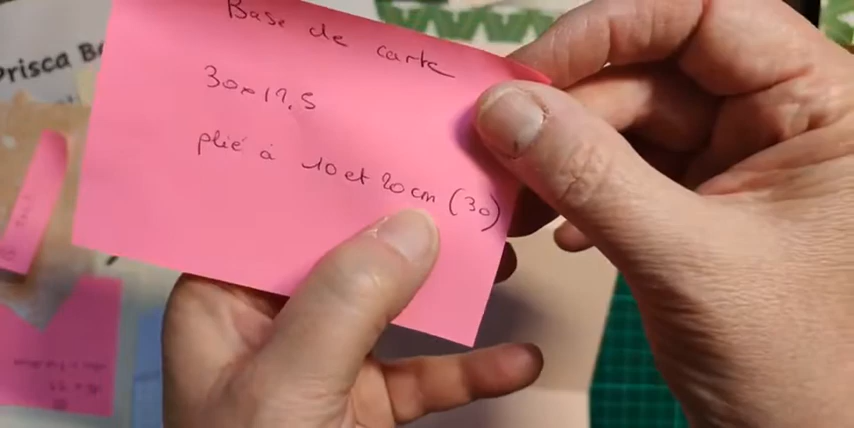 Base de carte
30x17,5
plié à 10 et 20 cm (30)
Prisca